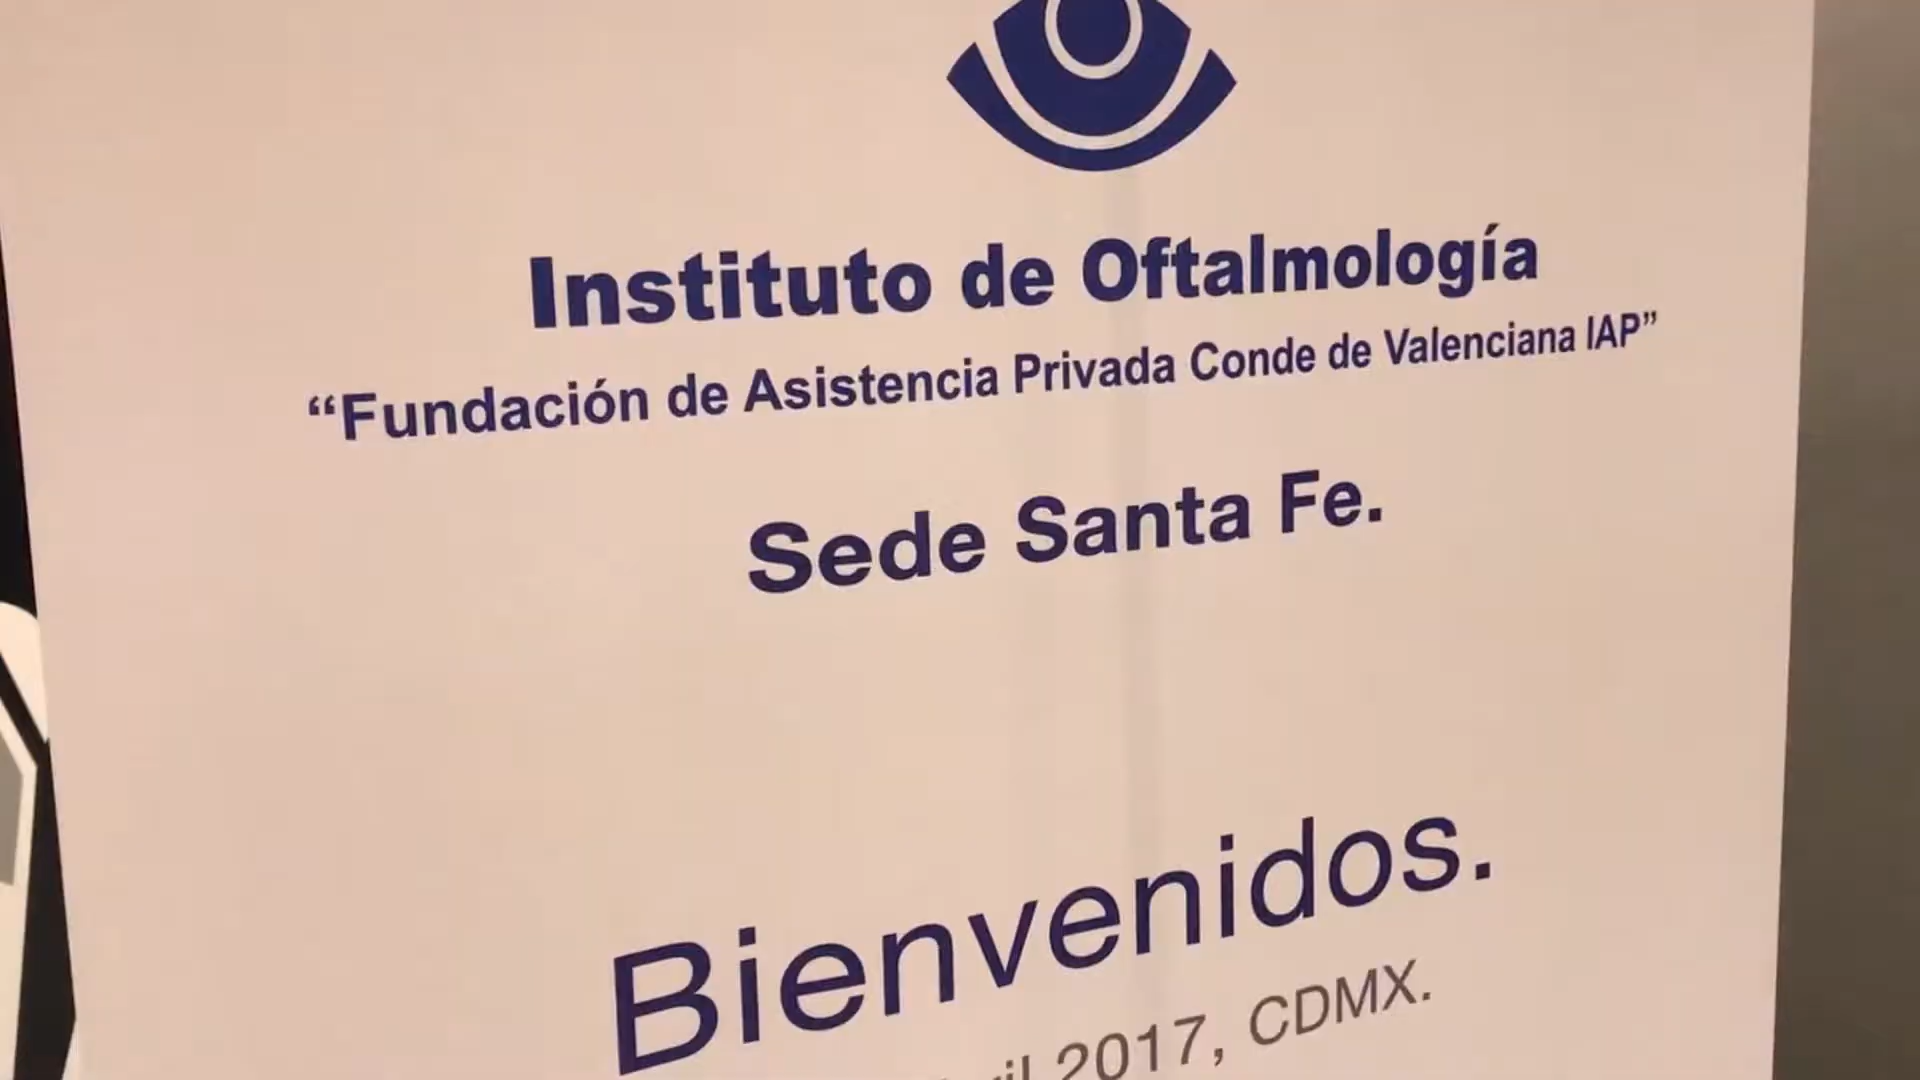 Instituto de Oftalmología
“Fundación de Asistencia Privada Conde de Valenciana IAP”
Sede Santa Fe.
Bienvenidos.
2017, CDMX.